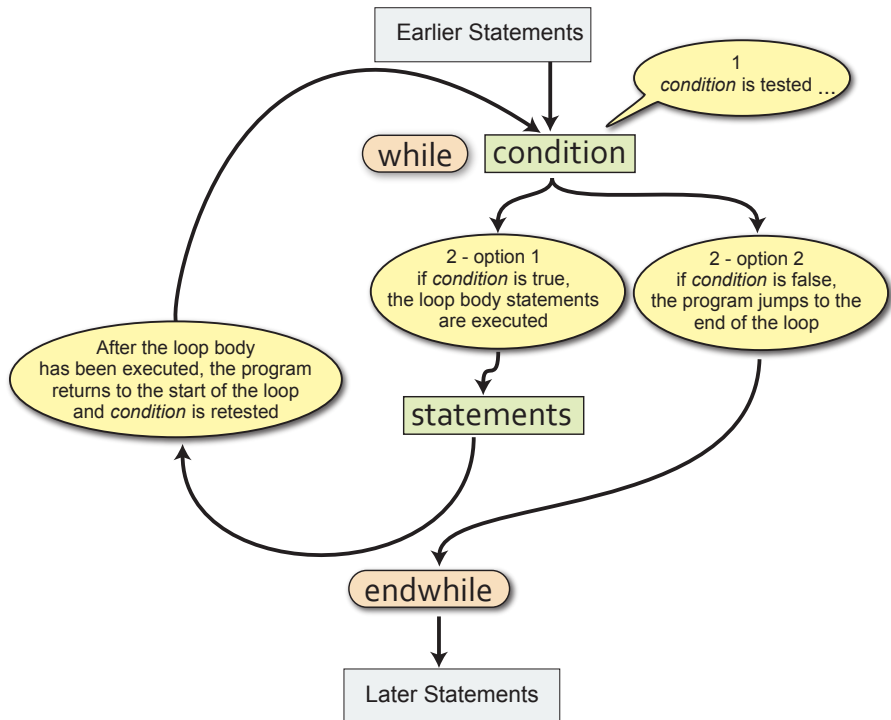 Earlier Statements
1
condition is tested ...
while
condition
2 - option 1
if condition is true,
the loop body statements
are executed
2 - option 2
if condition is false,
the program jumps to the
end of the loop
After the loop body
has been executed, the program
returns to the start of the loop
and condition is retested
statements
endwhile
Later Statements